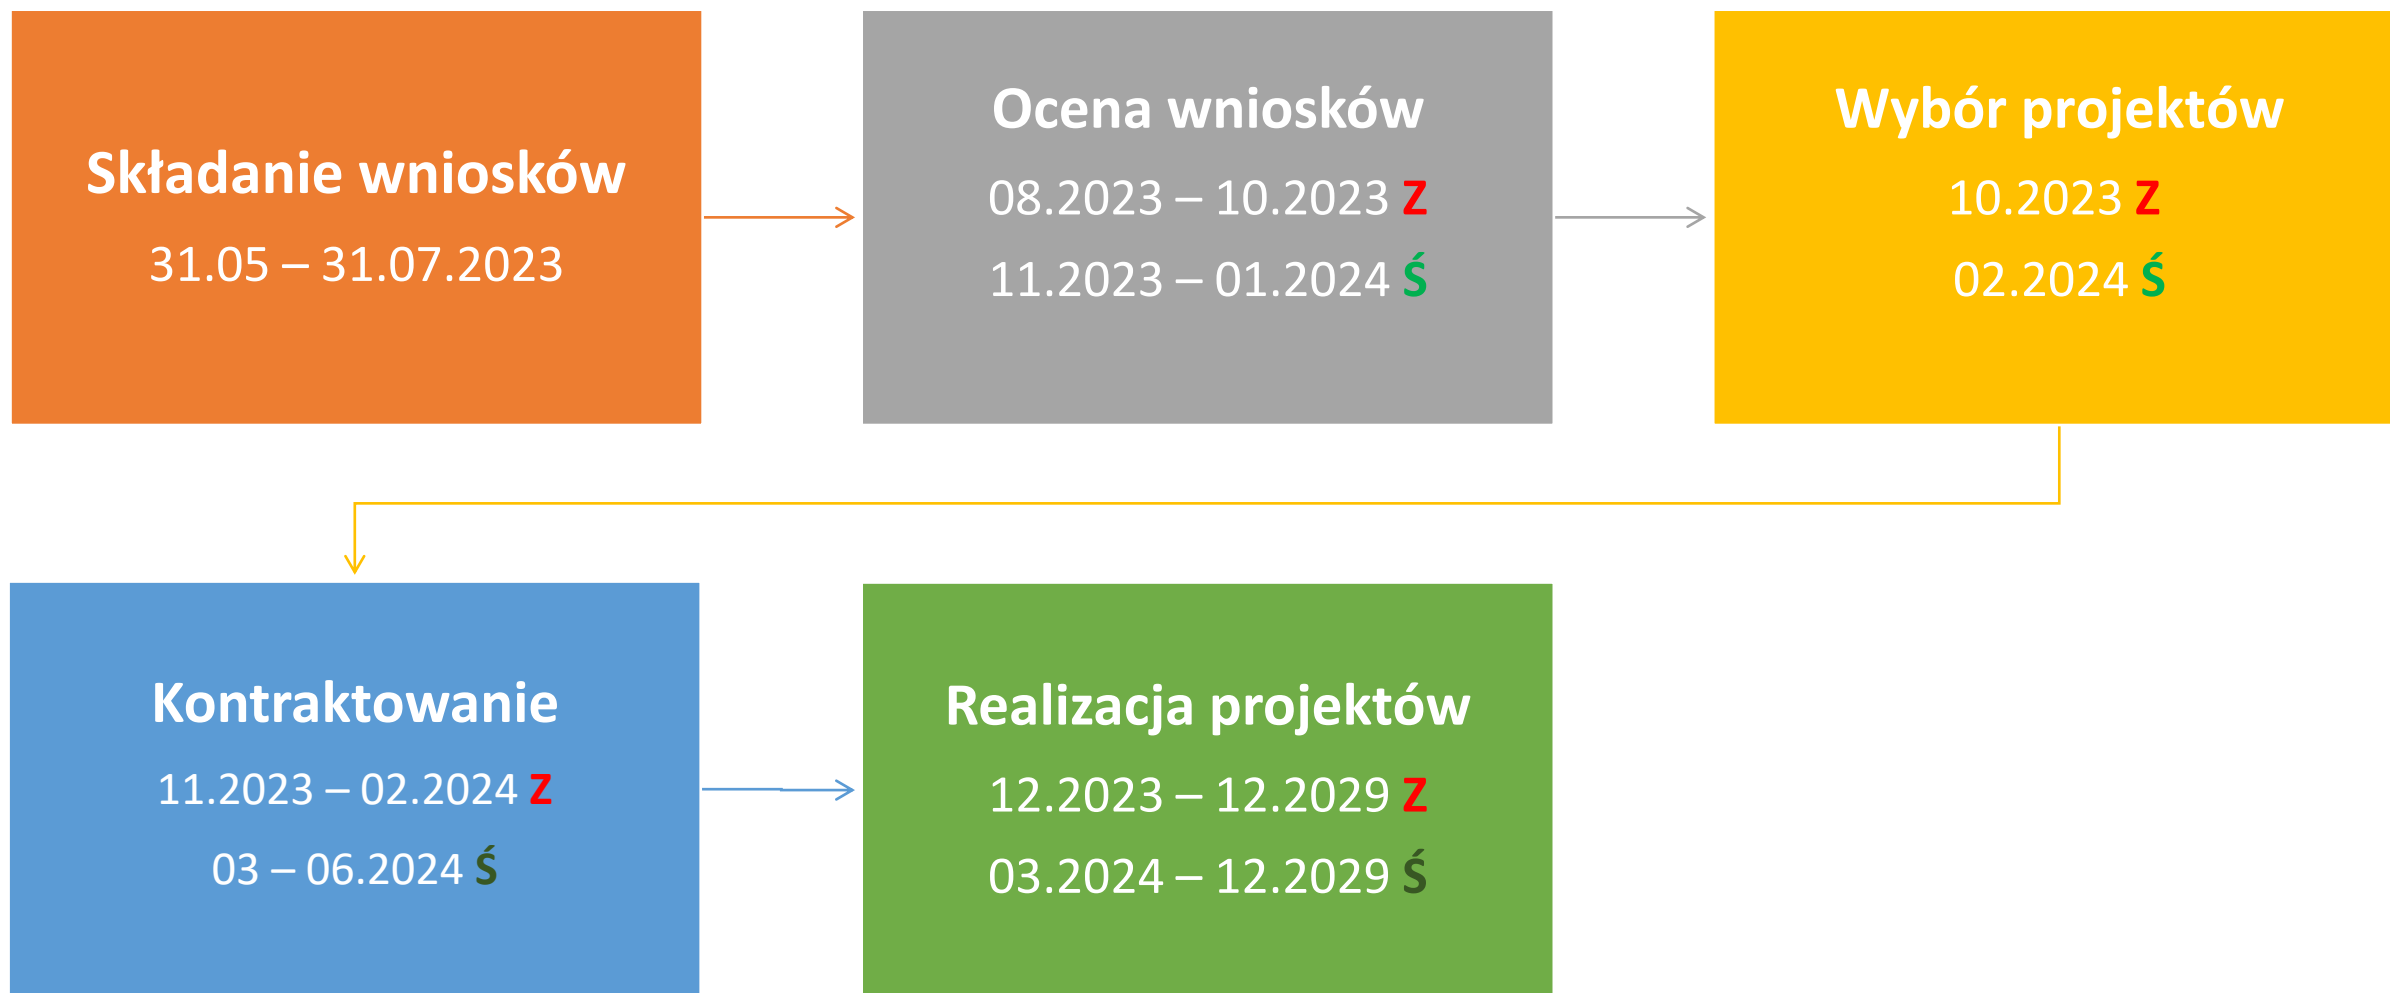 Składanie wniosków
31.05 – 31.07.2023
Ocena wniosków
08.2023 – 10.2023 Z
11.2023 – 01.2024 Ś
Wybór projektów
10.2023 Z
02.2024 Ś
Kontraktowanie
11.2023 – 02.2024 Z
03 – 06.2024 Ś
Realizacja projektów
12.2023 – 12.2029 Z
03.2024 – 12.2029 Ś